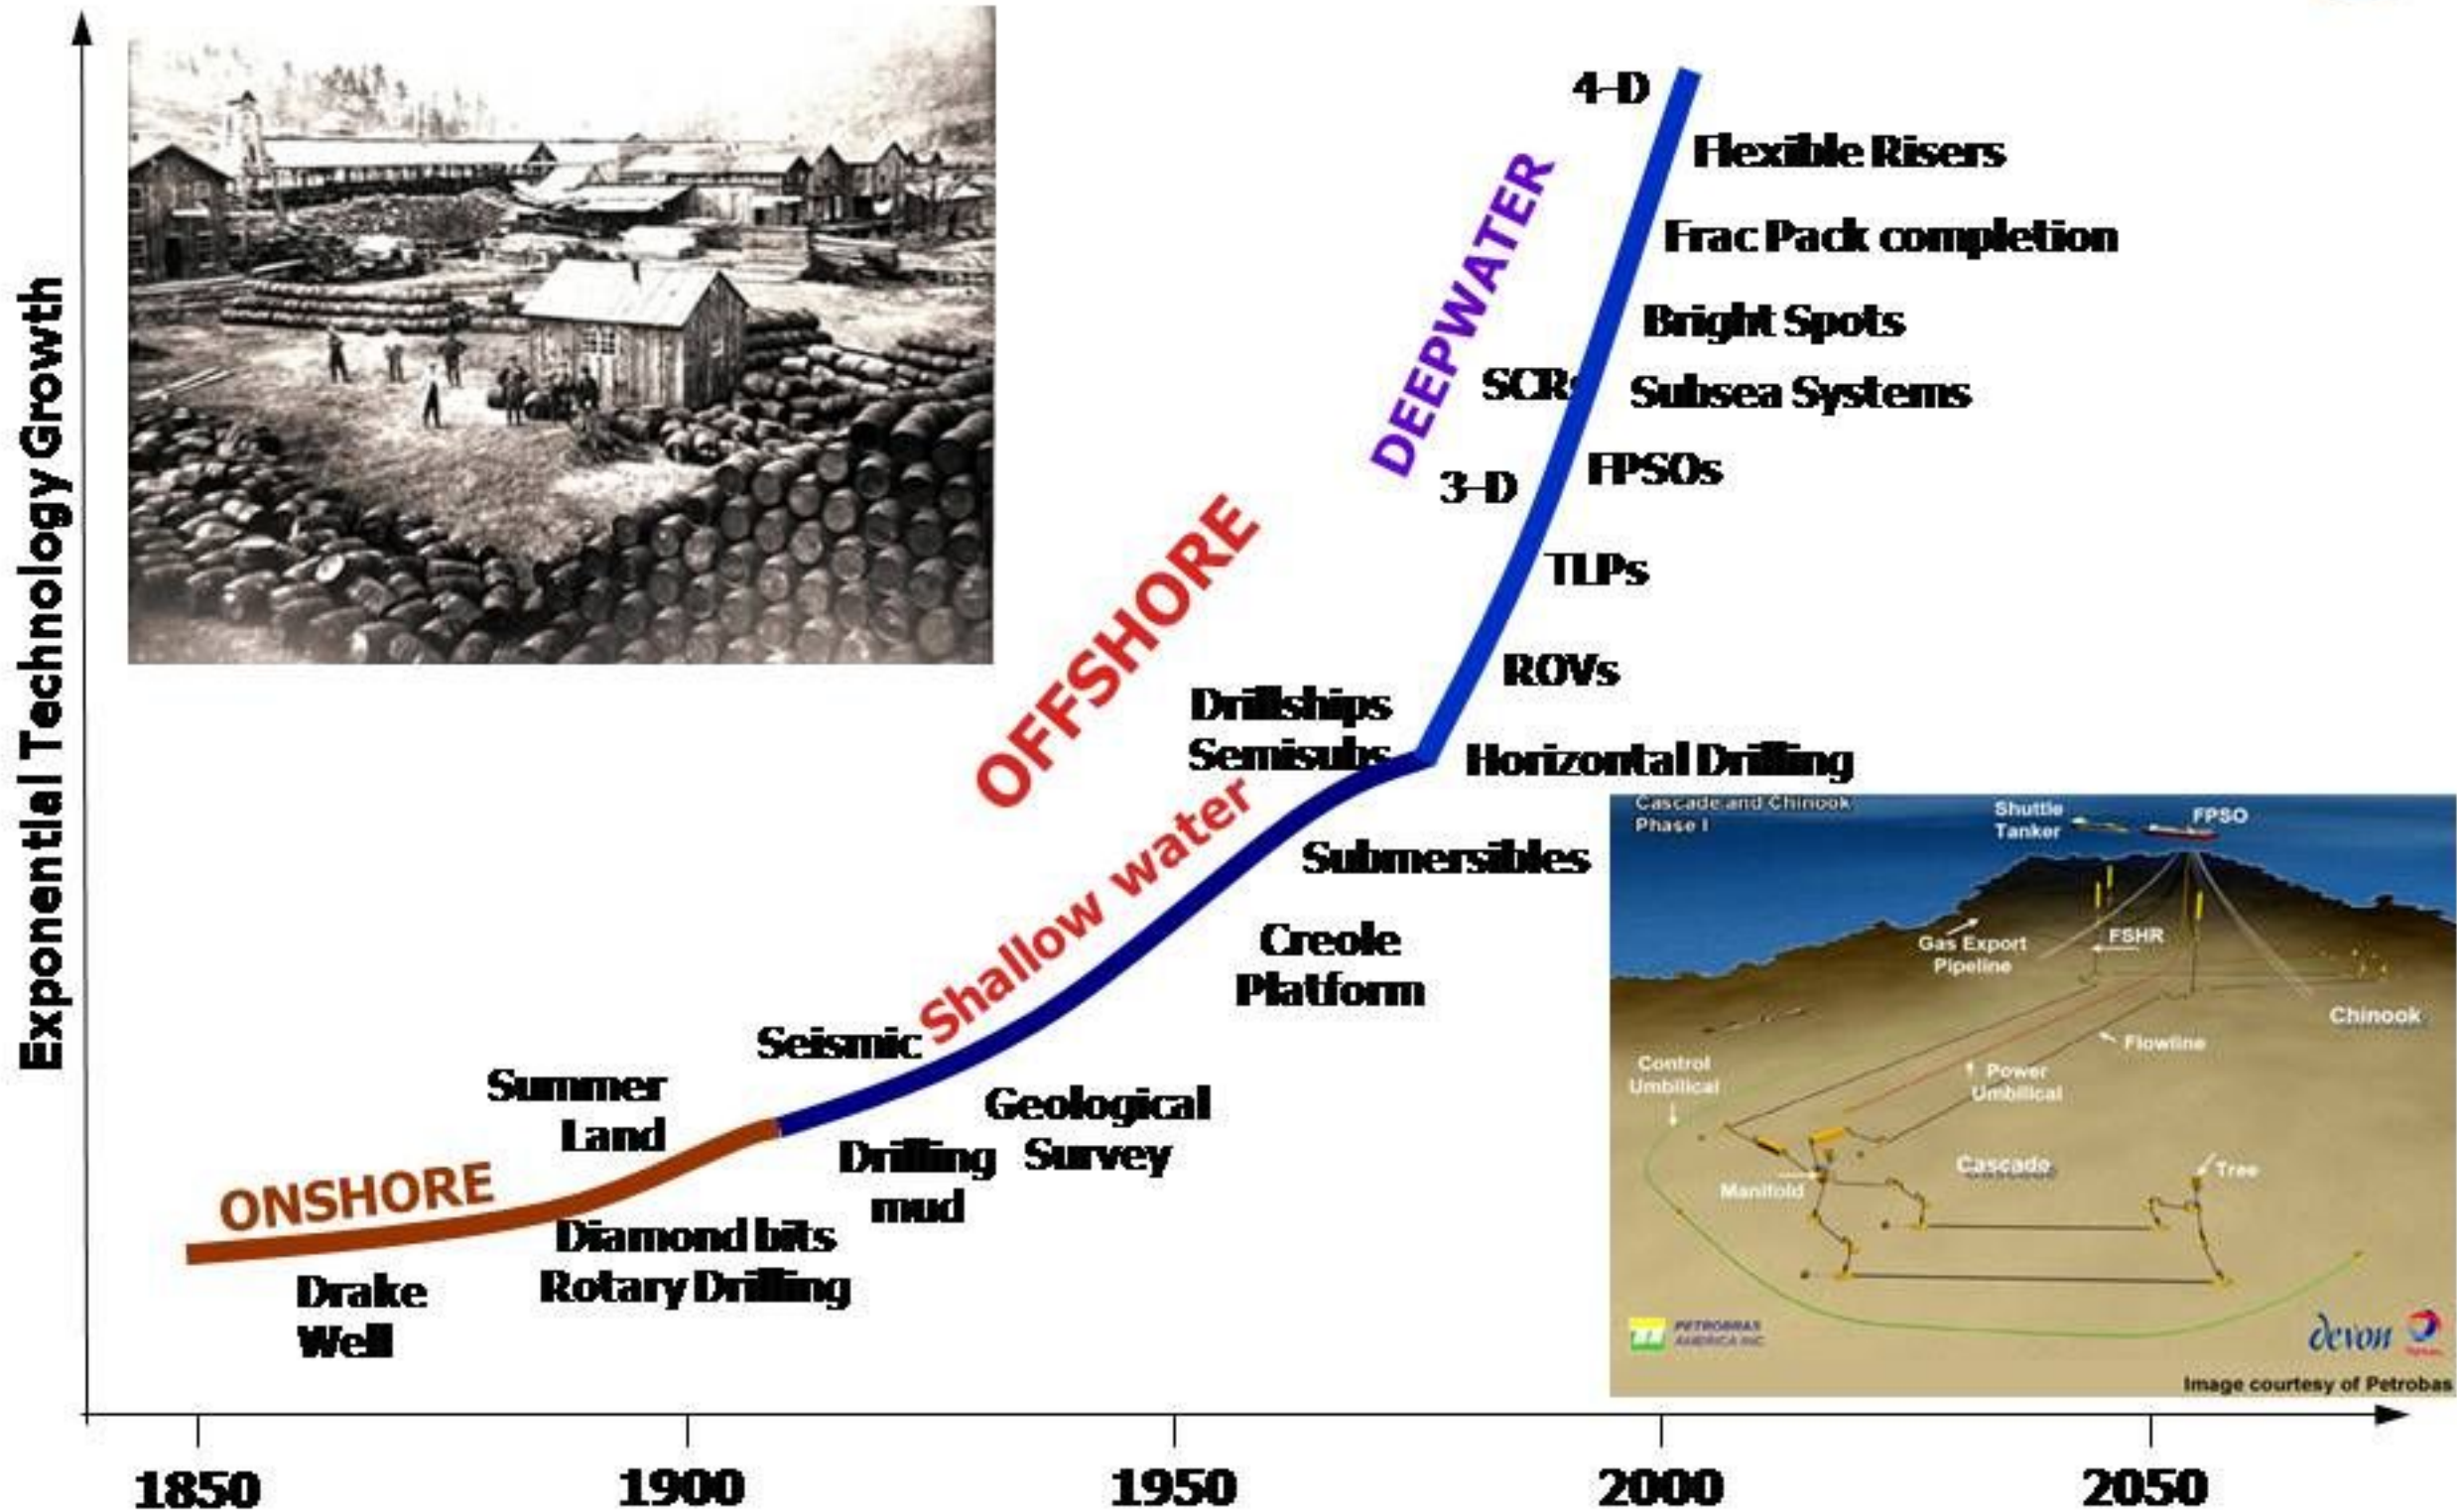 Exponential Technology Growth
4-D
Flexible Risers
Frac Pack completion
DEEPWATER
Bright Spots
SCRs
Subsea Systems
3-D
FPSOs
TLPs
OFFSHORE
ROVs
Drillships
Semisubs
Horizontal Drilling
Shallow water
Submersibles
Creole
Platform
Seismic
Summer
Land
Geological
Survey
Drilling
mud
ONSHORE
Diamond bits
Rotary Drilling
Drake
Well
Cascade and Chinook
Phase I
Shuttle
Tanker
FPSO
Gas Export
Pipeline
FSHR
Chinook
Flowline
Control
Umbilical
Power
Umbilical
Cascade
Tree
Manifold
PETROBRAS
AMERICA INC.
devon
TOTAL
Image courtesy of Petrobas
1850
1900
1950
2000
2050